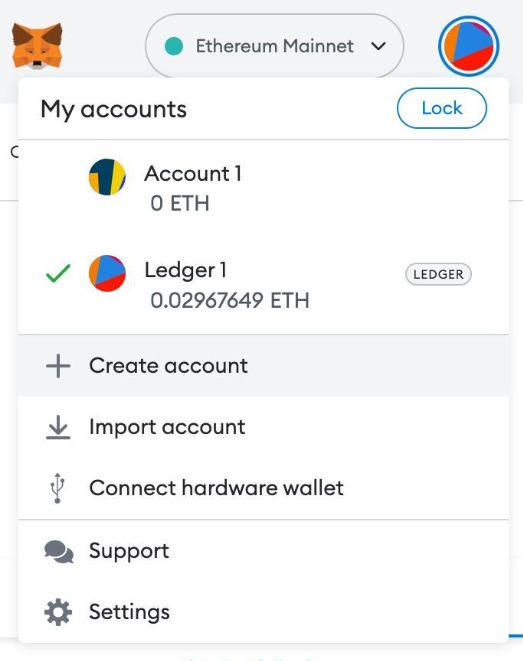 Ethereum Mainnet
My accounts
Lock
Account 1
0 ETH
Ledger 1
LEDGER
0.02967649 ETH
Create account
Import account
Connect hardware wallet
Support
Settings